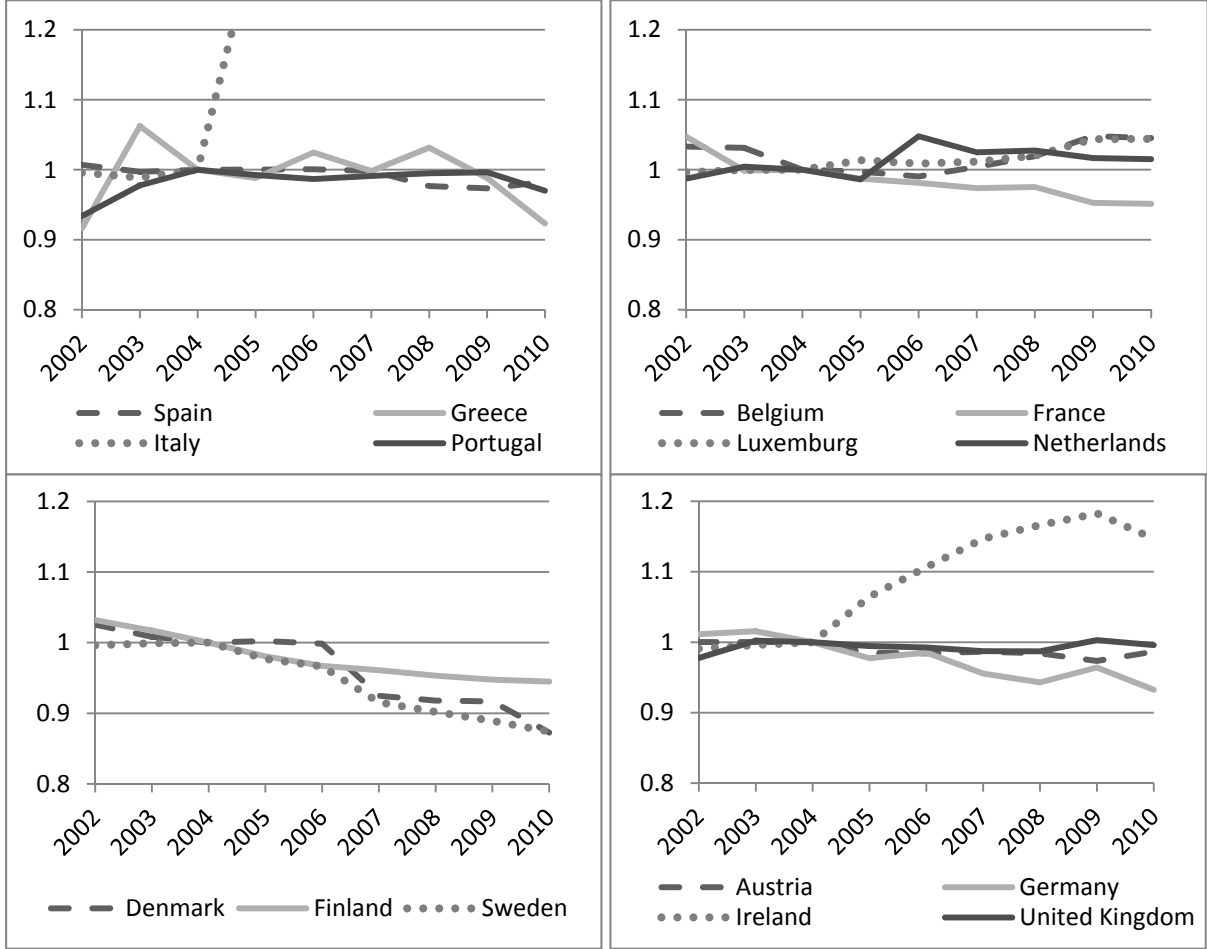 1.2
1.1
1
0.9
0.8
2002 2003 2004 2005 2006 2007 2008 2009 2010
Spain Greece
Italy Portugal
1.2
1.1
1
0.9
0.8
2002 2003 2004 2005 2006 2007 2008 2009 2010
Belgium France
Luxemburg Netherlands
1.2
1.1
1
0.9
0.8
2002 2003 2004 2005 2006 2007 2008 2009 2010
Denmark Finland Sweden
1.2
1.1
1
0.9
0.8
2002 2003 2004 2005 2006 2007 2008 2009 2010
Austria Germany
Ireland United Kingdom